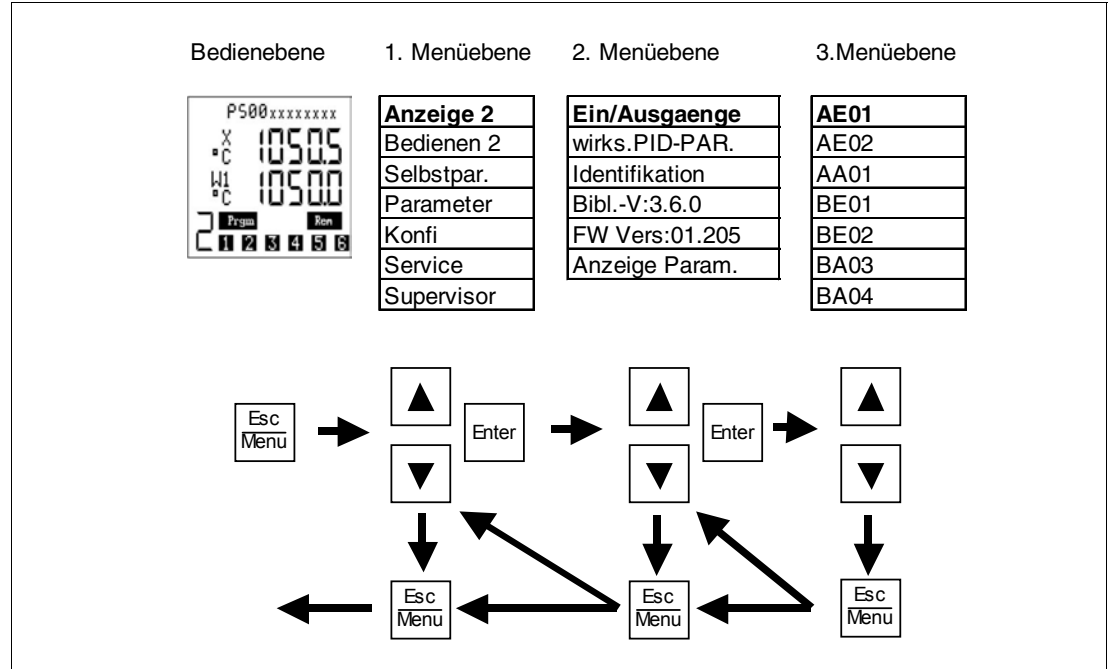 Bedienebene 1. Menüebene 2. Menüebene 3.Menüebene
PS00xxxxxxxx
X °C 1050.5
W1 °C 1050.0
2 Prgm Rem
1 2 3 4 5 6
Anzeige 2
Bedienen 2
Selbstpar.
Parameter
Konfi
Service
Supervisor
Ein/Ausgaenge
wirks.PID-PAR.
Identifikation
Bibl.-V:3.6.0
FW Vers:01.205
Anzeige Param.
AE01
AE02
AA01
BE01
BE02
BA03
BA04
Esc
Menu
Enter
Enter
Esc
Menu
Esc
Menu
Esc
Menu